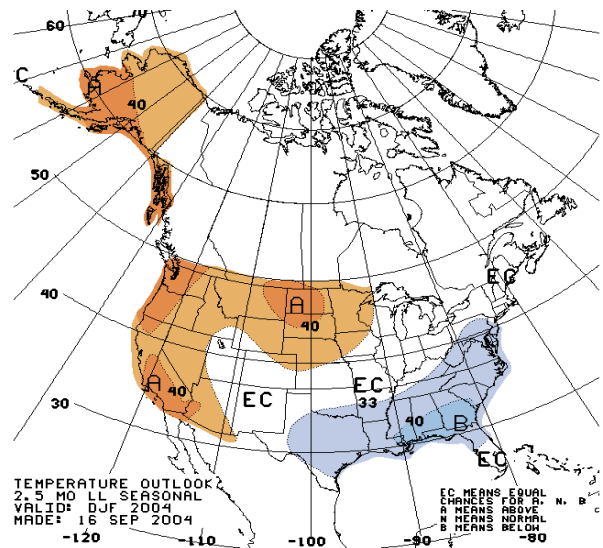 60
C
A
40
50
40
30
A
40
EC
A
40
EC
EC
33
40
B
EC
TEMPERATURE OUTLOOK
2.5 MO LL SEASONAL
VALID: DJF 2004
MADE: 16 SEP 2004
EC MEANS EQUAL
CHANCES FOR A, N, B
A MEANS ABOVE
N MEANS NORMAL
B MEANS BELOW
-120
-110
-100
-90
-80